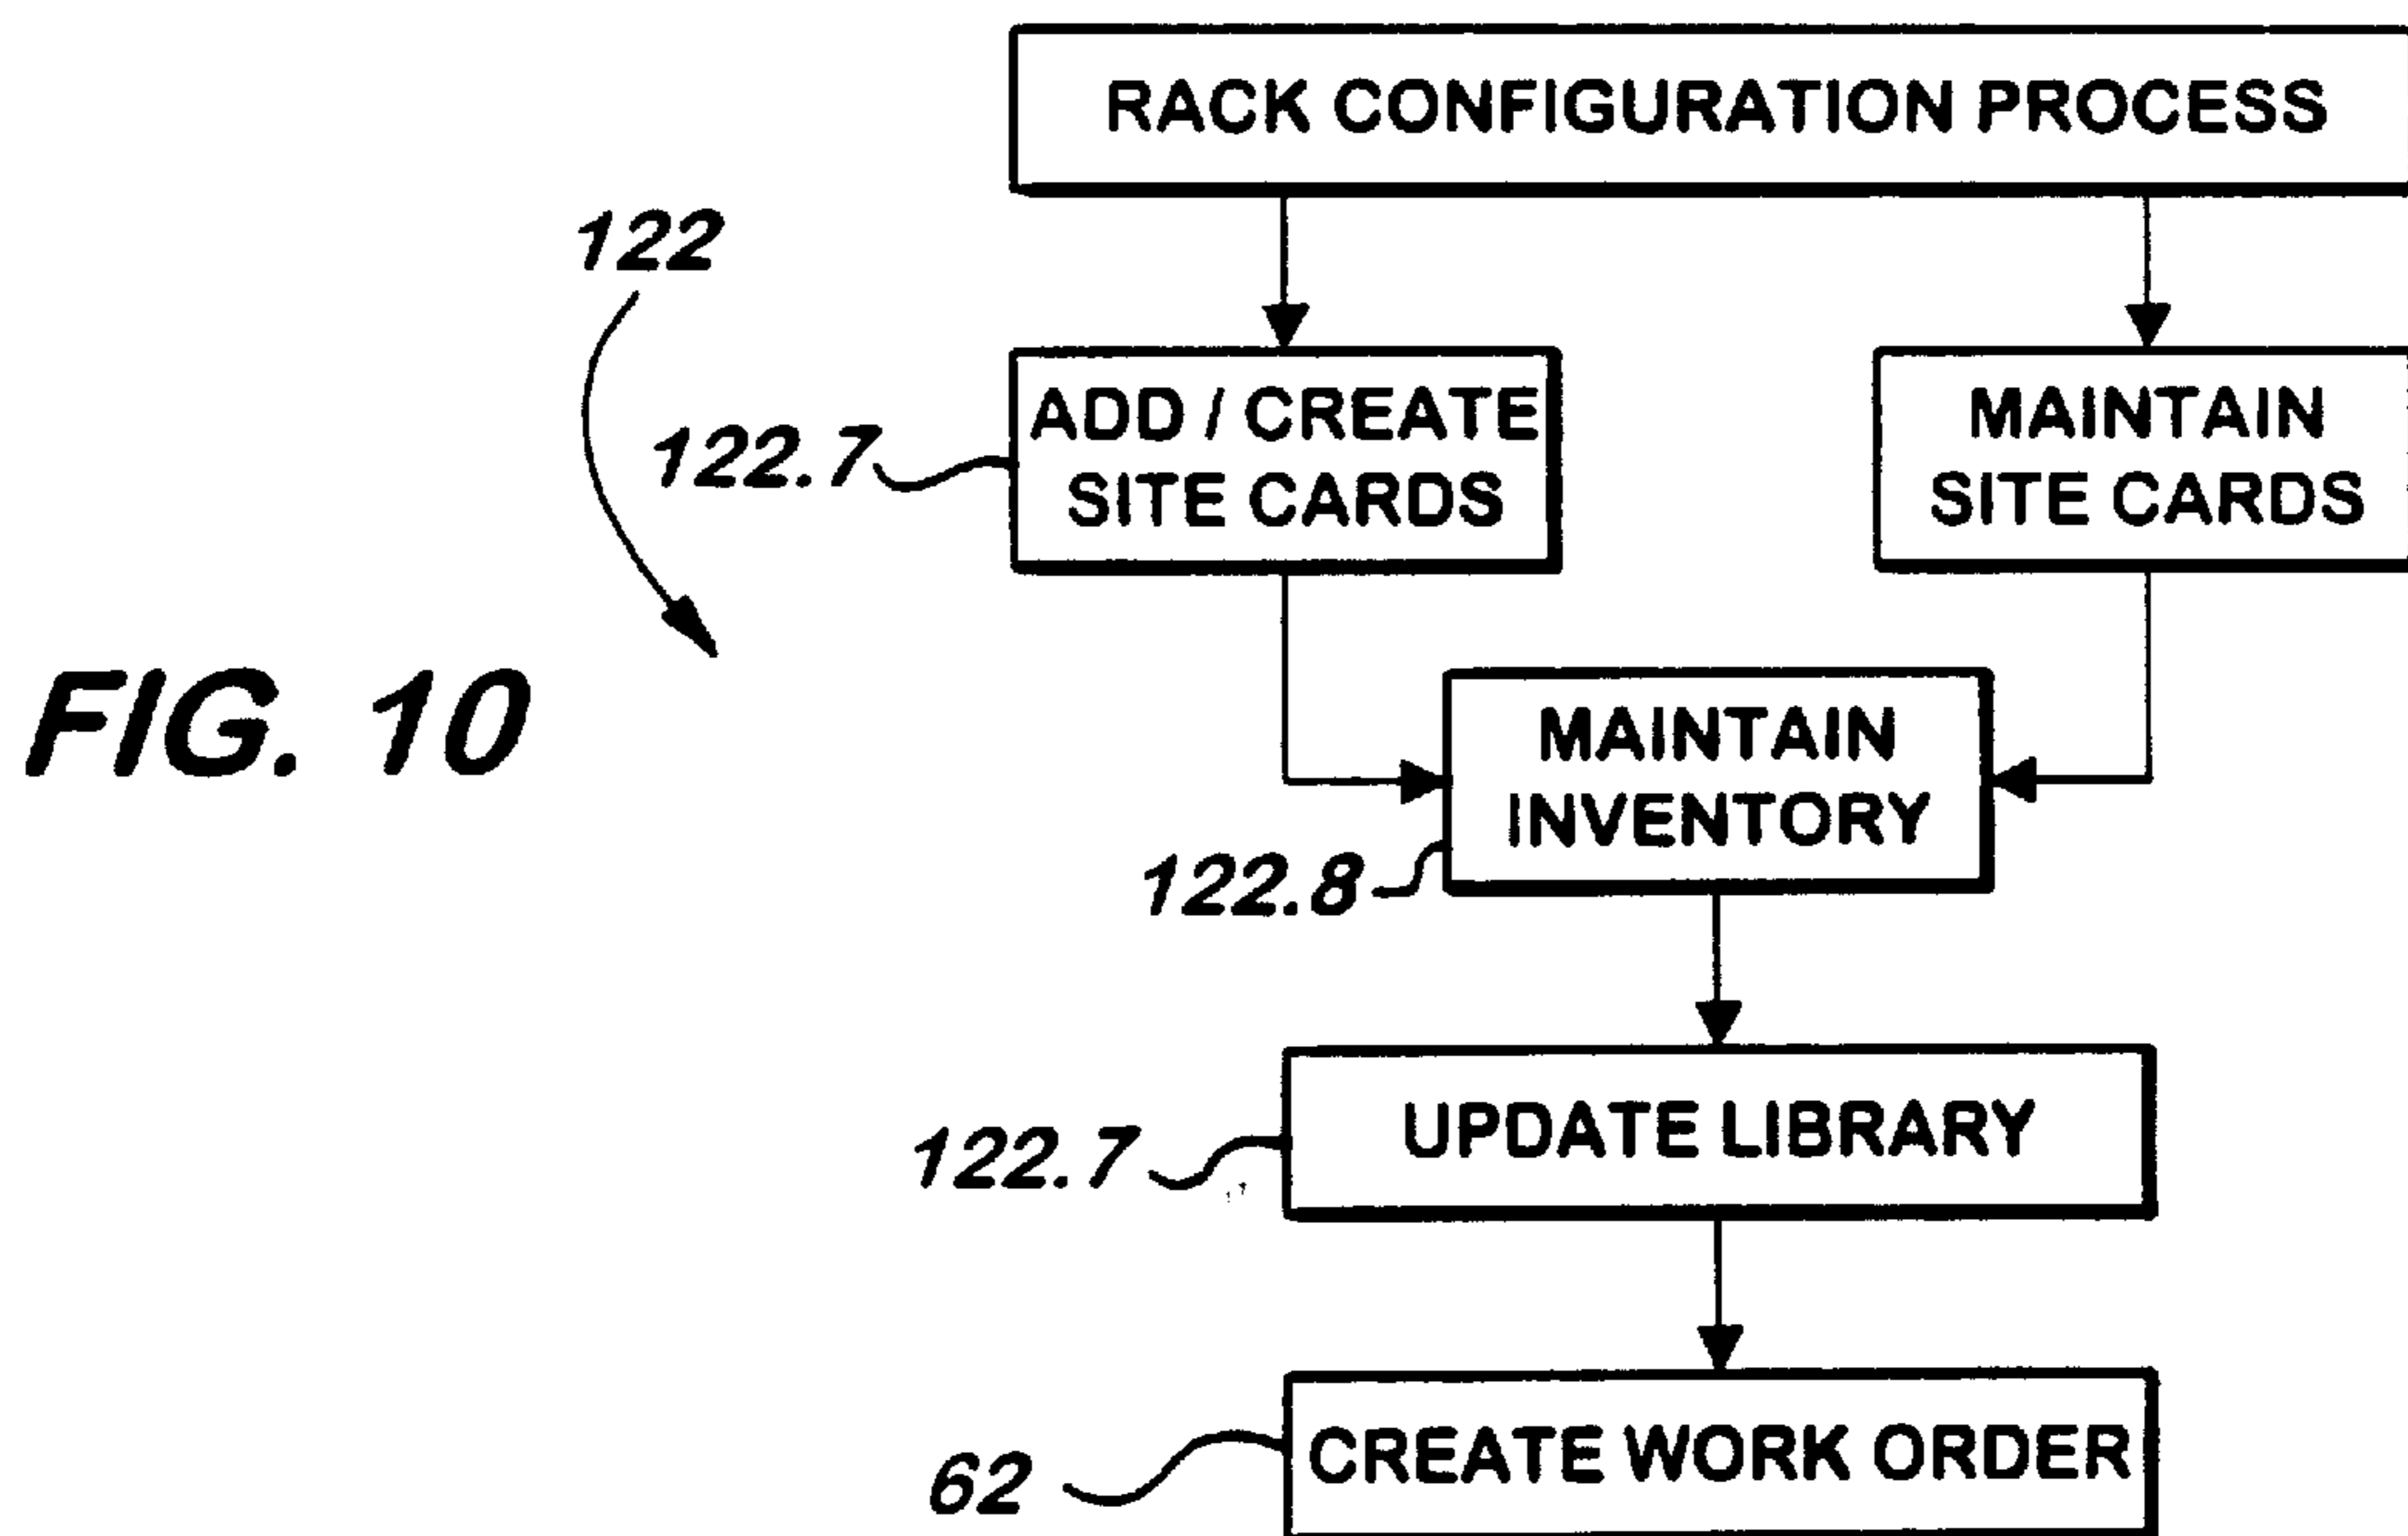 RACK CONFIGURATION PROCESS
122
122.7
ADD / CREATE
SITE CARDS
MAINTAIN
SITE CARDS
FIG. 10
MAINTAIN
INVENTORY
122.8
122.7
UPDATE LIBRARY
62
CREATE WORK ORDER